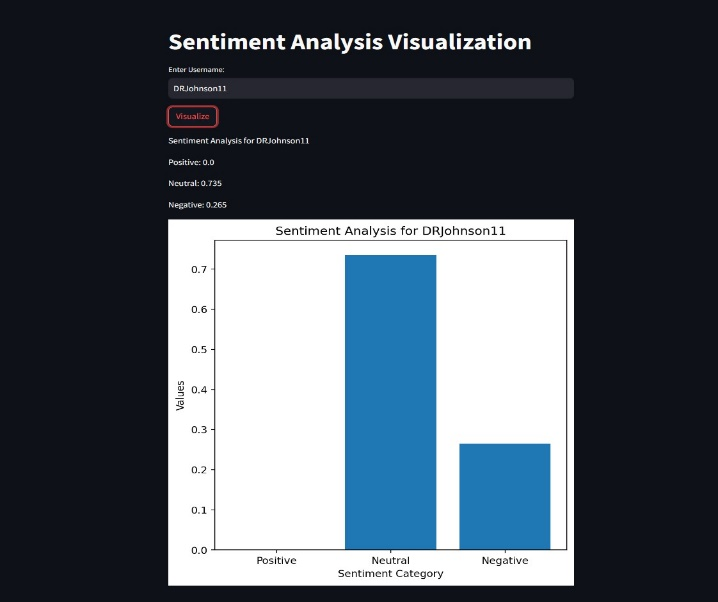 Sentiment Analysis Visualization
Enter Username:
DRJohnson11
Visualize
Sentiment Analysis for DRJohnson11
Positive: 0.0
Neutral: 0.735
Negative: 0.265
Sentiment Analysis for DRJohnson11
0.7
0.6
0.5
0.4
Values
0.3
0.2
0.1
0.0
Positive Neutral Negative
Sentiment Category